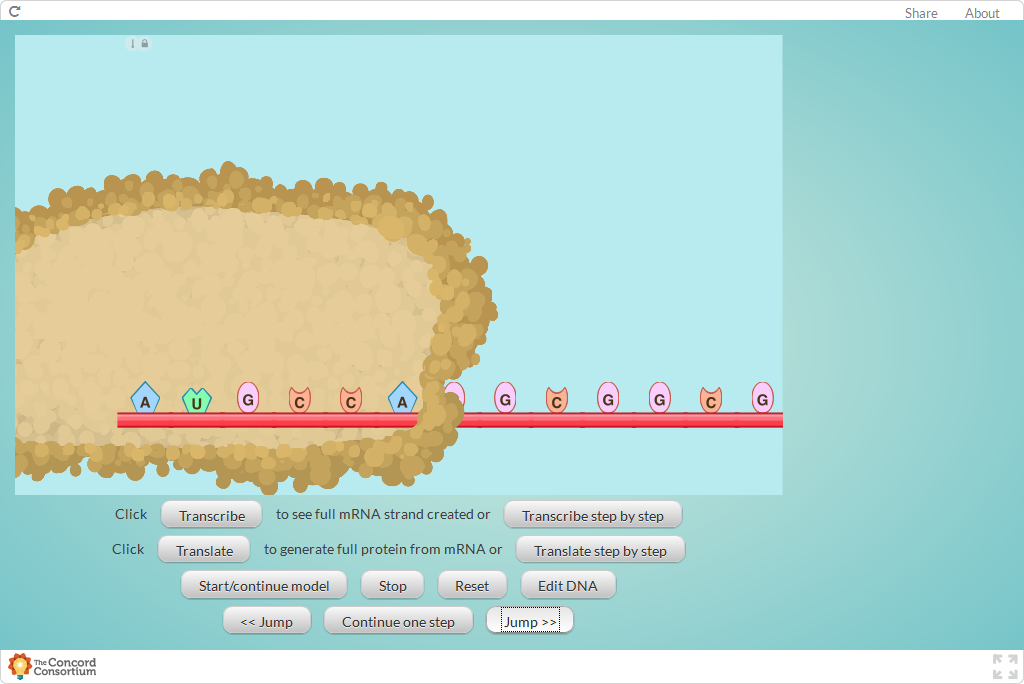 Share About
A U G C C A G C G G C G
Click Transcribe to see full mRNA strand created or Transcribe step by step
Click Translate to generate full protein from mRNA or Translate step by step
Start/continue model Stop Reset Edit DNA
<< Jump Continue one step Jump >>
The Concord
Consortium